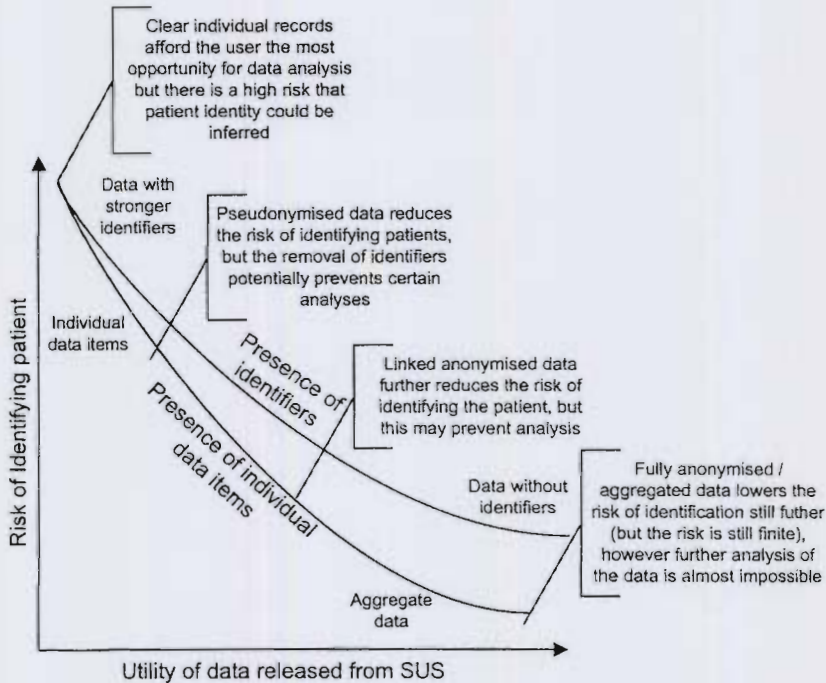 Clear individual records
afford the user the most
opportunity for data analysis
but there is a high risk that
patient identity could be
inferred
Data with
stronger
identifiers
Pseudonymised data reduces
the risk of identifying patients,
but the removal of identifiers
potentially prevents certain
analyses
Individual
data items
Presence of
identifiers
Presence of individual
data items
Linked anonymised data
further reduces the risk of
identifying the patient, but
this may prevent analysis
Data without
identifiers
Fully anonymised /
aggregated data lowers the
risk of identification still futher
(but the risk is still finite),
however further analysis of
the data is almost impossible
Aggregate
data
Risk of Identifying patient
Utility of data released from SUS